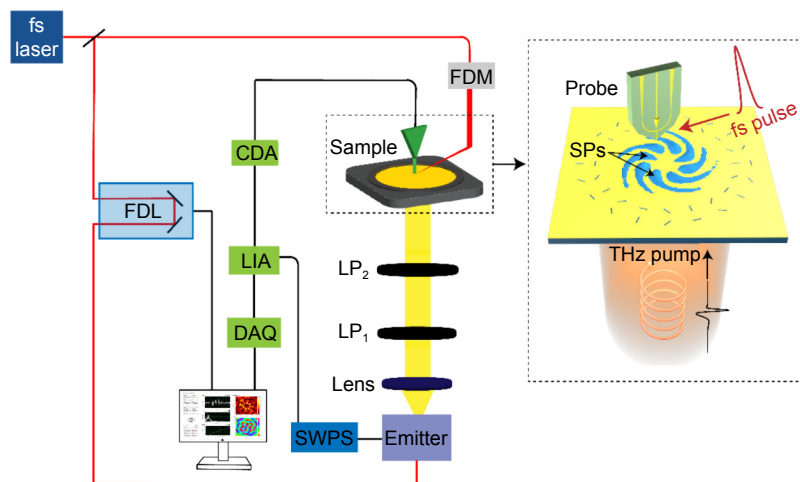 fs
laser
FDM
Probe
fs pulse
SPs
Sample
CDA
FDL
LIA
THz pump
LP2
DAQ
LP1
Lens
SWPS
Emitter